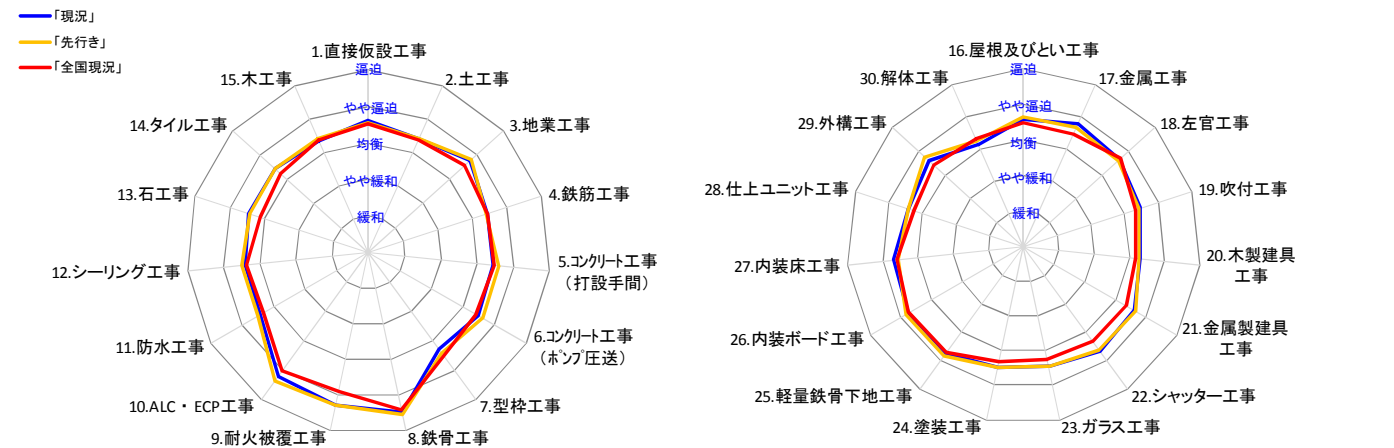 「現況」
「先行き」
「全国現況」
1.直接仮設工事
2.土工事
3.地業工事
4.鉄筋工事
5.コンクリート工事
（打設手間）
6.コンクリート工事
（ポンプ圧送）
7.型枠工事
8.鉄骨工事
9.耐火被覆工事
10.ALC・ECP工事
11.防水工事
12.シーリング工事
13.石工事
14.タイル工事
15.木工事
逼迫
やや逼迫
均衡
やや緩和
緩和
16.屋根及びとい工事
17.金属工事
18.左官工事
19.吹付工事
20.木製建具
工事
21.金属製建具
工事
22.シャッター工事
23.ガラス工事
24.塗装工事
25.軽量鉄骨下地工事
26.内装ボード工事
27.内装床工事
28.仕上ユニット工事
29.外構工事
30.解体工事
逼迫
やや逼迫
均衡
やや緩和
緩和